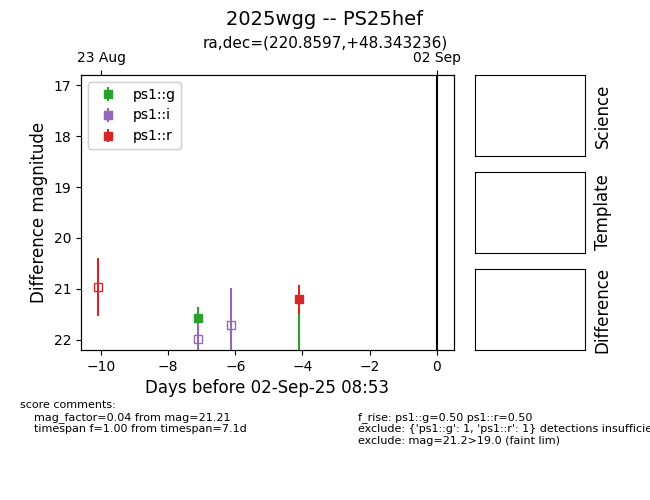 2025wgg -- PS25hef
ra,dec=(220.8597,+48.343236)
23 Aug
02 Sep
17
18
19
20
21
22
Difference magnitude
ps1::g
ps1::i
ps1::r
−10
−8
−6
−4
−2
0
Days before 02-Sep-25 08:53
Science
Template
Difference
score comments:
mag_factor=0.04 from mag=21.21
timespan f=1.00 from timespan=7.1d
f_rise: ps1::g=0.50 ps1::r=0.50
exclude: {'ps1::g': 1, 'ps1::r': 1} detections insufficie
exclude: mag=21.2>19.0 (faint lim)